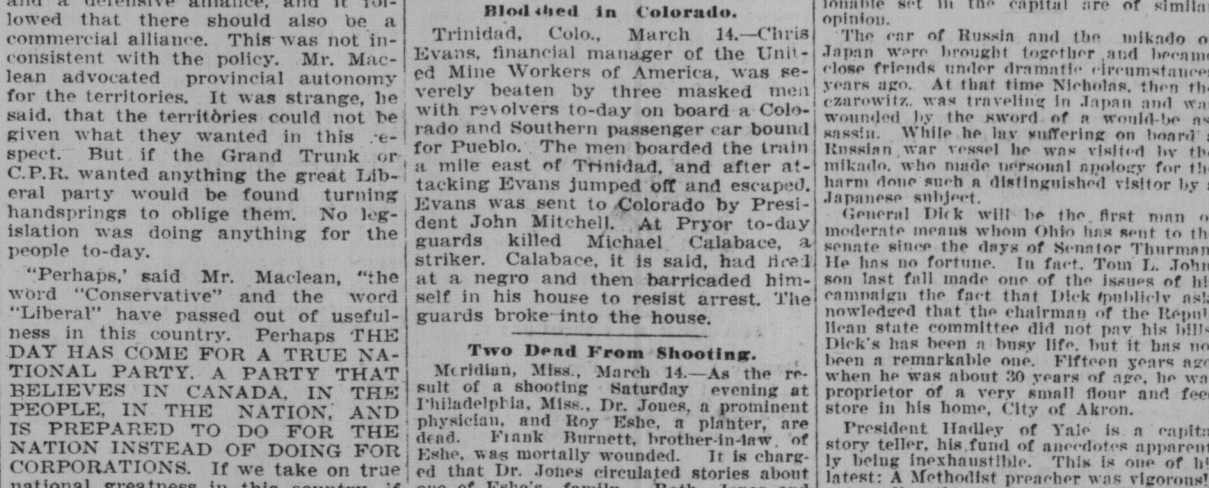 and a defensive alliance, and it fol-
lowed that there should also be a
commercial alliance. This was not in-
consistent with the policy. Mr. Mac-
lean advocated provincial autonomy
for the territories. It was strange, he
said, that the territories could not be
given what they wanted in this re-
spect. But if the Grand Trunk or
C.P.R. wanted anything the great Lib-
eral party would be found turning
handsprings to oblige them. No leg-
islation was doing anything for the
people to-day.
"Perhaps,' said Mr. Maclean, "the
word "Conservative" and the word
"Liberal" have passed out of useful-
ness in this country. Perhaps THE
DAY HAS COME FOR A TRUE NA-
TIONAL PARTY. A PARTY THAT
BELIEVES IN CANADA, IN THE
PEOPLE, IN THE NATION, AND
IS PREPARED TO DO FOR THE
NATION INSTEAD OF DOING FOR
CORPORATIONS. If we take on true
national greatness in this country, if
Blodshed in Colorado.
Trinidad, Colo., March 14.—Chris
Evans, financial manager of the Unit-
ed Mine Workers of America, was se-
verely beaten by three masked men
with revolvers to-day on board a Colo-
rado and Southern passenger car bound
for Pueblo. The men boarded the train
a mile east of Trinidad, and after at-
tacking Evans jumped off and escaped.
Evans was sent to Colorado by Presi-
dent John Mitchell. At Pryor to-day
guards killed Michael Calabace, a
striker. Calabace, it is said, had fired
at a negro and then barricaded him-
self in his house to resist arrest. The
guards broke into the house.
Two Dead From Shooting.
Meridian, Miss., March 14.—As the re-
sult of a shooting Saturday evening at
Philadelphia, Miss., Dr. Jones, a prominent
physician, and Roy Eshe, a planter, are
dead. Frank Burnett, brother-in-law of
Eshe, was mortally wounded. It is charg-
ed that Dr. Jones circulated stories about
one of Eshe's family. Both Jones and
ionable set in the capital are of similar
opinion.
The car of Russia and the mikado o
Japan were brought together and became
close friends under dramatic circumstances
years ago. At that time Nicholas, then the
czarowitz, was traveling in Japan and was
wounded by the sword of a would-be as
sassin. While he lay suffering on board a
Russian war vessel he was visited by the
mikado, who made personal apology for the
harm done such a distinguished visitor by a
Japanese subject.
General Dick will be the first man o
moderate means whom Ohio has sent to th
senate since the days of Senator Thurman
He has no fortune. In fact, Tom L. John
son last fall made one of the issues of hi
campaign the fact that Dick publicly ack
nowledged that the chairman of the Repu
lican state committee did not pay his bills
Dick's has been a busy life, but it has no
been a remarkable one. Fifteen years ago
when he was about 30 years of age, he wa
proprietor of a very small flour and feed
store in his home, City of Akron.
President Hadley of Yale is a capita
story teller, his fund of anecdotes apparent
ly being inexhaustible. This is one of hi
latest: A Methodist preacher was vigorousl